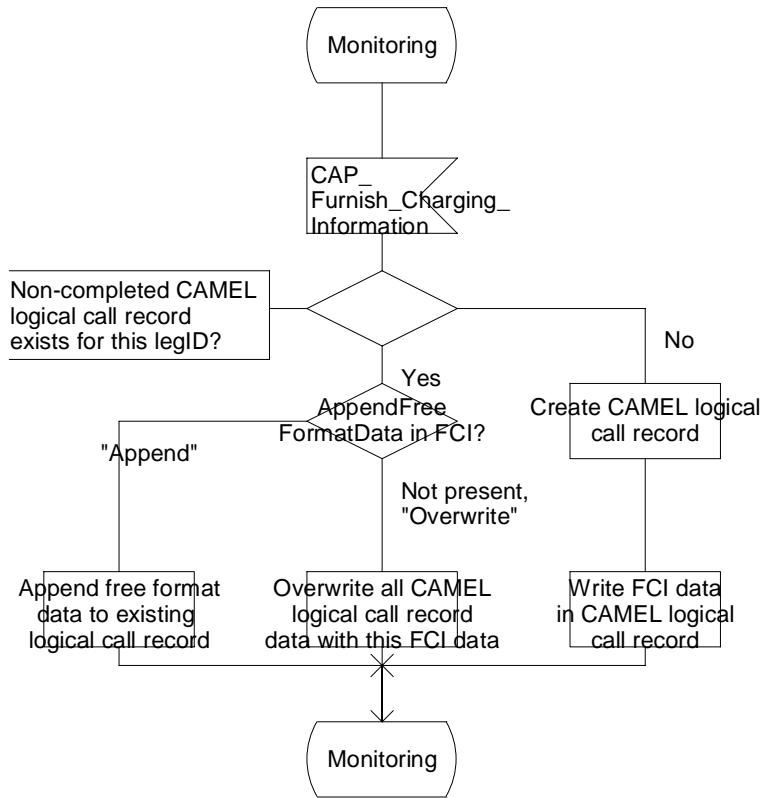 Monitoring
CAP_
Furnish_Charging_
Information
Non-completed CAMEL
logical call record
exists for this legID?
No
Yes
AppendFree
FormatData in FCI?
Create CAMEL logical
call record
"Append"
Not present,
"Overwrite"
Append free format
data to existing
logical call record
Overwrite all CAMEL
logical call record
data with this FCI data
Write FCI data
in CAMEL logical
call record
Monitoring